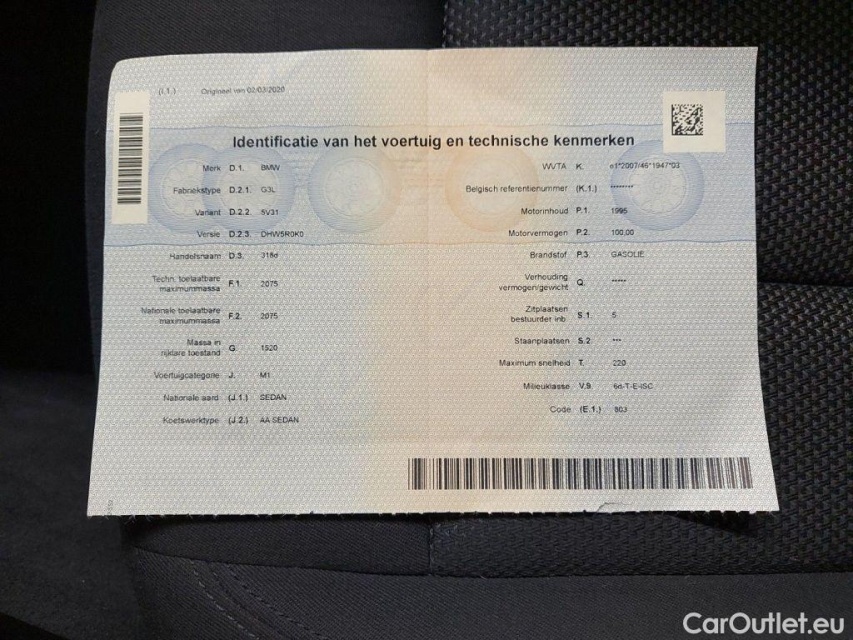 (I.1.) Origineel van 02/03/2020
Identificatie van het voertuig en technische kenmerken
Merk D.1. BMW
Fabriekstype D.2.1. G3L
Variant D.2.2. 5V31
Versie D.2.3. DHW5R0K0
Handelsnaam D.3. 318d
Techn. toelaatbare
maximummassa F.1. 2075
Nationale toelaatbare
maximummassa F.2. 2075
Massa in
rijklare toestand G. 1520
Voertuigcategorie J. M1
Nationale aard (J.1.) SEDAN
Koetswerktype (J.2.) AA SEDAN
WVTA K. e1*2007/46*1947*03
Belgisch referentienummer (K.1.) --------
Motorinhoud P.1. 1995
Motorvermogen P.2. 100,00
Brandstof P.3. GASOLIE
Verhouding
vermogen/gewicht Q. -----
Zitplaatsen
bestuurder inb. S.1. 5
Staanplaatsen S.2. ---
Maximum snelheid T. 220
Milieuklasse V.9. 6d-T-E-ISC
Code (E.1.) 803
CarOutlet.eu